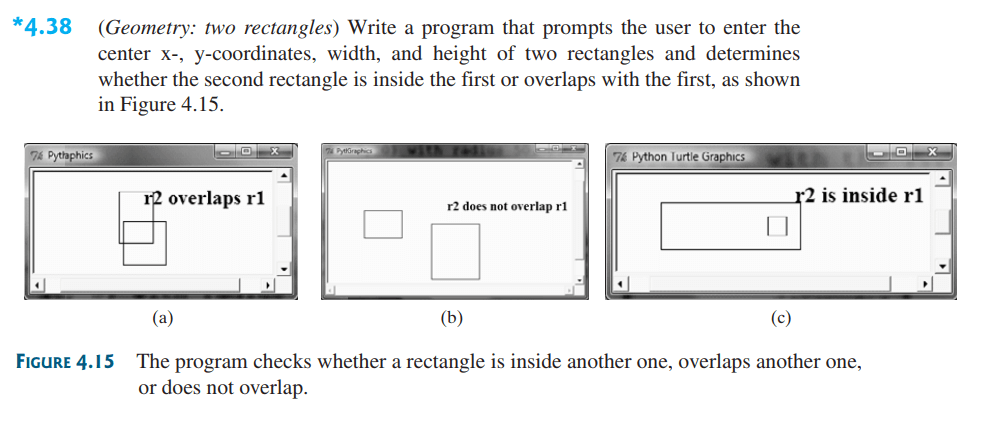 *4.38 (Geometry: two rectangles) Write a program that prompts the user to enter the
center x-, y-coordinates, width, and height of two rectangles and determines
whether the second rectangle is inside the first or overlaps with the first, as shown
in Figure 4.15.
Pythaphics
r2 overlaps r1
(a)
r2 does not overlap r1
(b)
Python Turtle Graphics
r2 is inside r1
(c)
FIGURE 4.15 The program checks whether a rectangle is inside another one, overlaps another one,
or does not overlap.